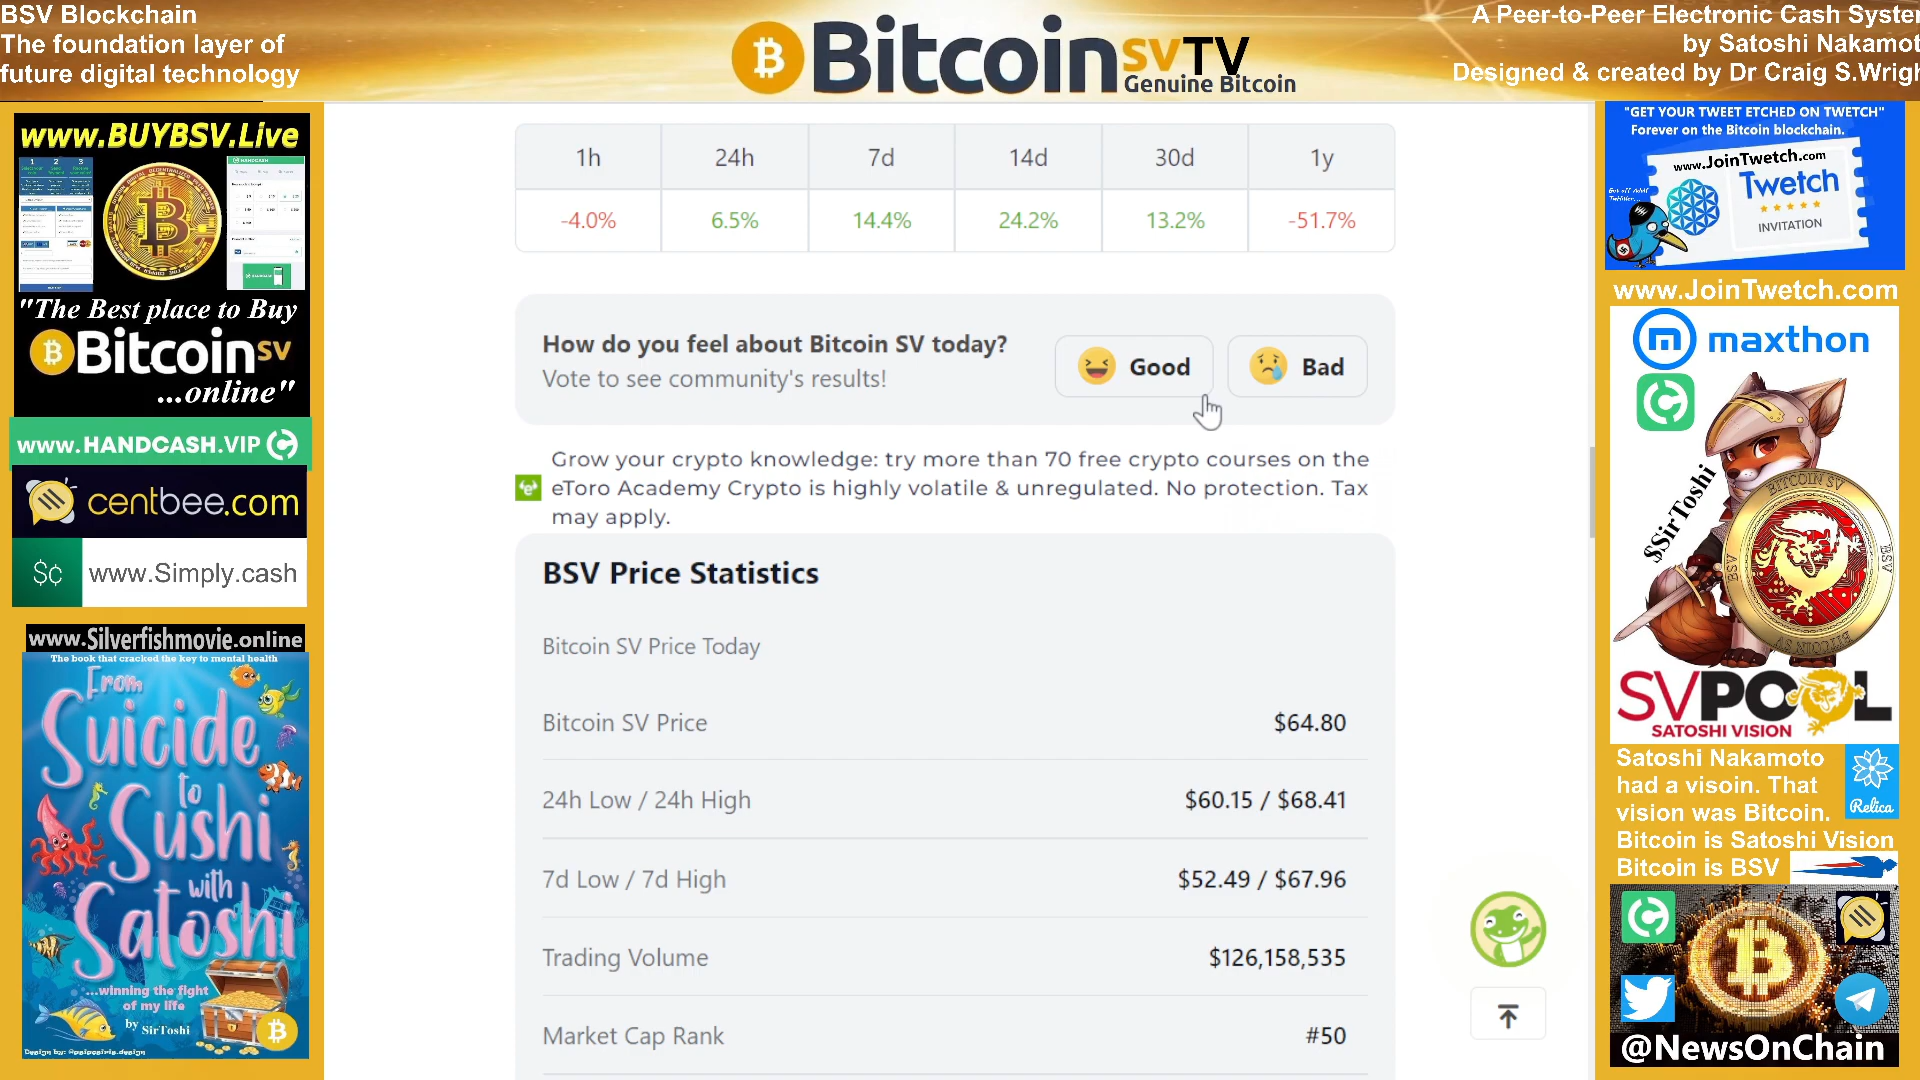 BSV Blockchain
The foundation layer of
future digital technology
Bitcoin SV TV
Genuine Bitcoin
A Peer-to-Peer Electronic Cash System
by Satoshi Nakamot
Designed & created by Dr Craig S.Wrigh
www.BUYBSV.Live
"The Best place to Buy
Bitcoin SV
...online"
www.HANDCASH.VIP
centbee.com
$c www.Simply.cash
www.Silverfishmovie.online
The book that cracked the key to mental health
From
Suicide
to
Sushi
with
Satoshi
...winning the fight
of my life
by SirToshi
1h 24h 7d 14d 30d 1y
-4.0% 6.5% 14.4% 24.2% 13.2% -51.7%
How do you feel about Bitcoin SV today?
Vote to see community's results!
Good Bad
Grow your crypto knowledge: try more than 70 free crypto courses on the
eToro Academy Crypto is highly volatile & unregulated. No protection. Tax
may apply.
BSV Price Statistics
Bitcoin SV Price Today
Bitcoin SV Price $64.80
24h Low / 24h High $60.15 / $68.41
7d Low / 7d High $52.49 / $67.96
Trading Volume $126,158,535
Market Cap Rank #50
"GET YOUR TWEET ETCHED ON TWETCH"
Forever on the Bitcoin blockchain.
www.JoinTwetch.com
Twetch
INVITATION
www.JoinTwetch.com
maxthon
$SirToshi
BITCOIN SV
BSV
BSV
BITCOIN SV
SVPOOL
SATOSHI VISION
Satoshi Nakamoto
had a visoin. That
vision was Bitcoin.
Relica
Bitcoin is Satoshi Vision
Bitcoin is BSV
@NewsOnChain